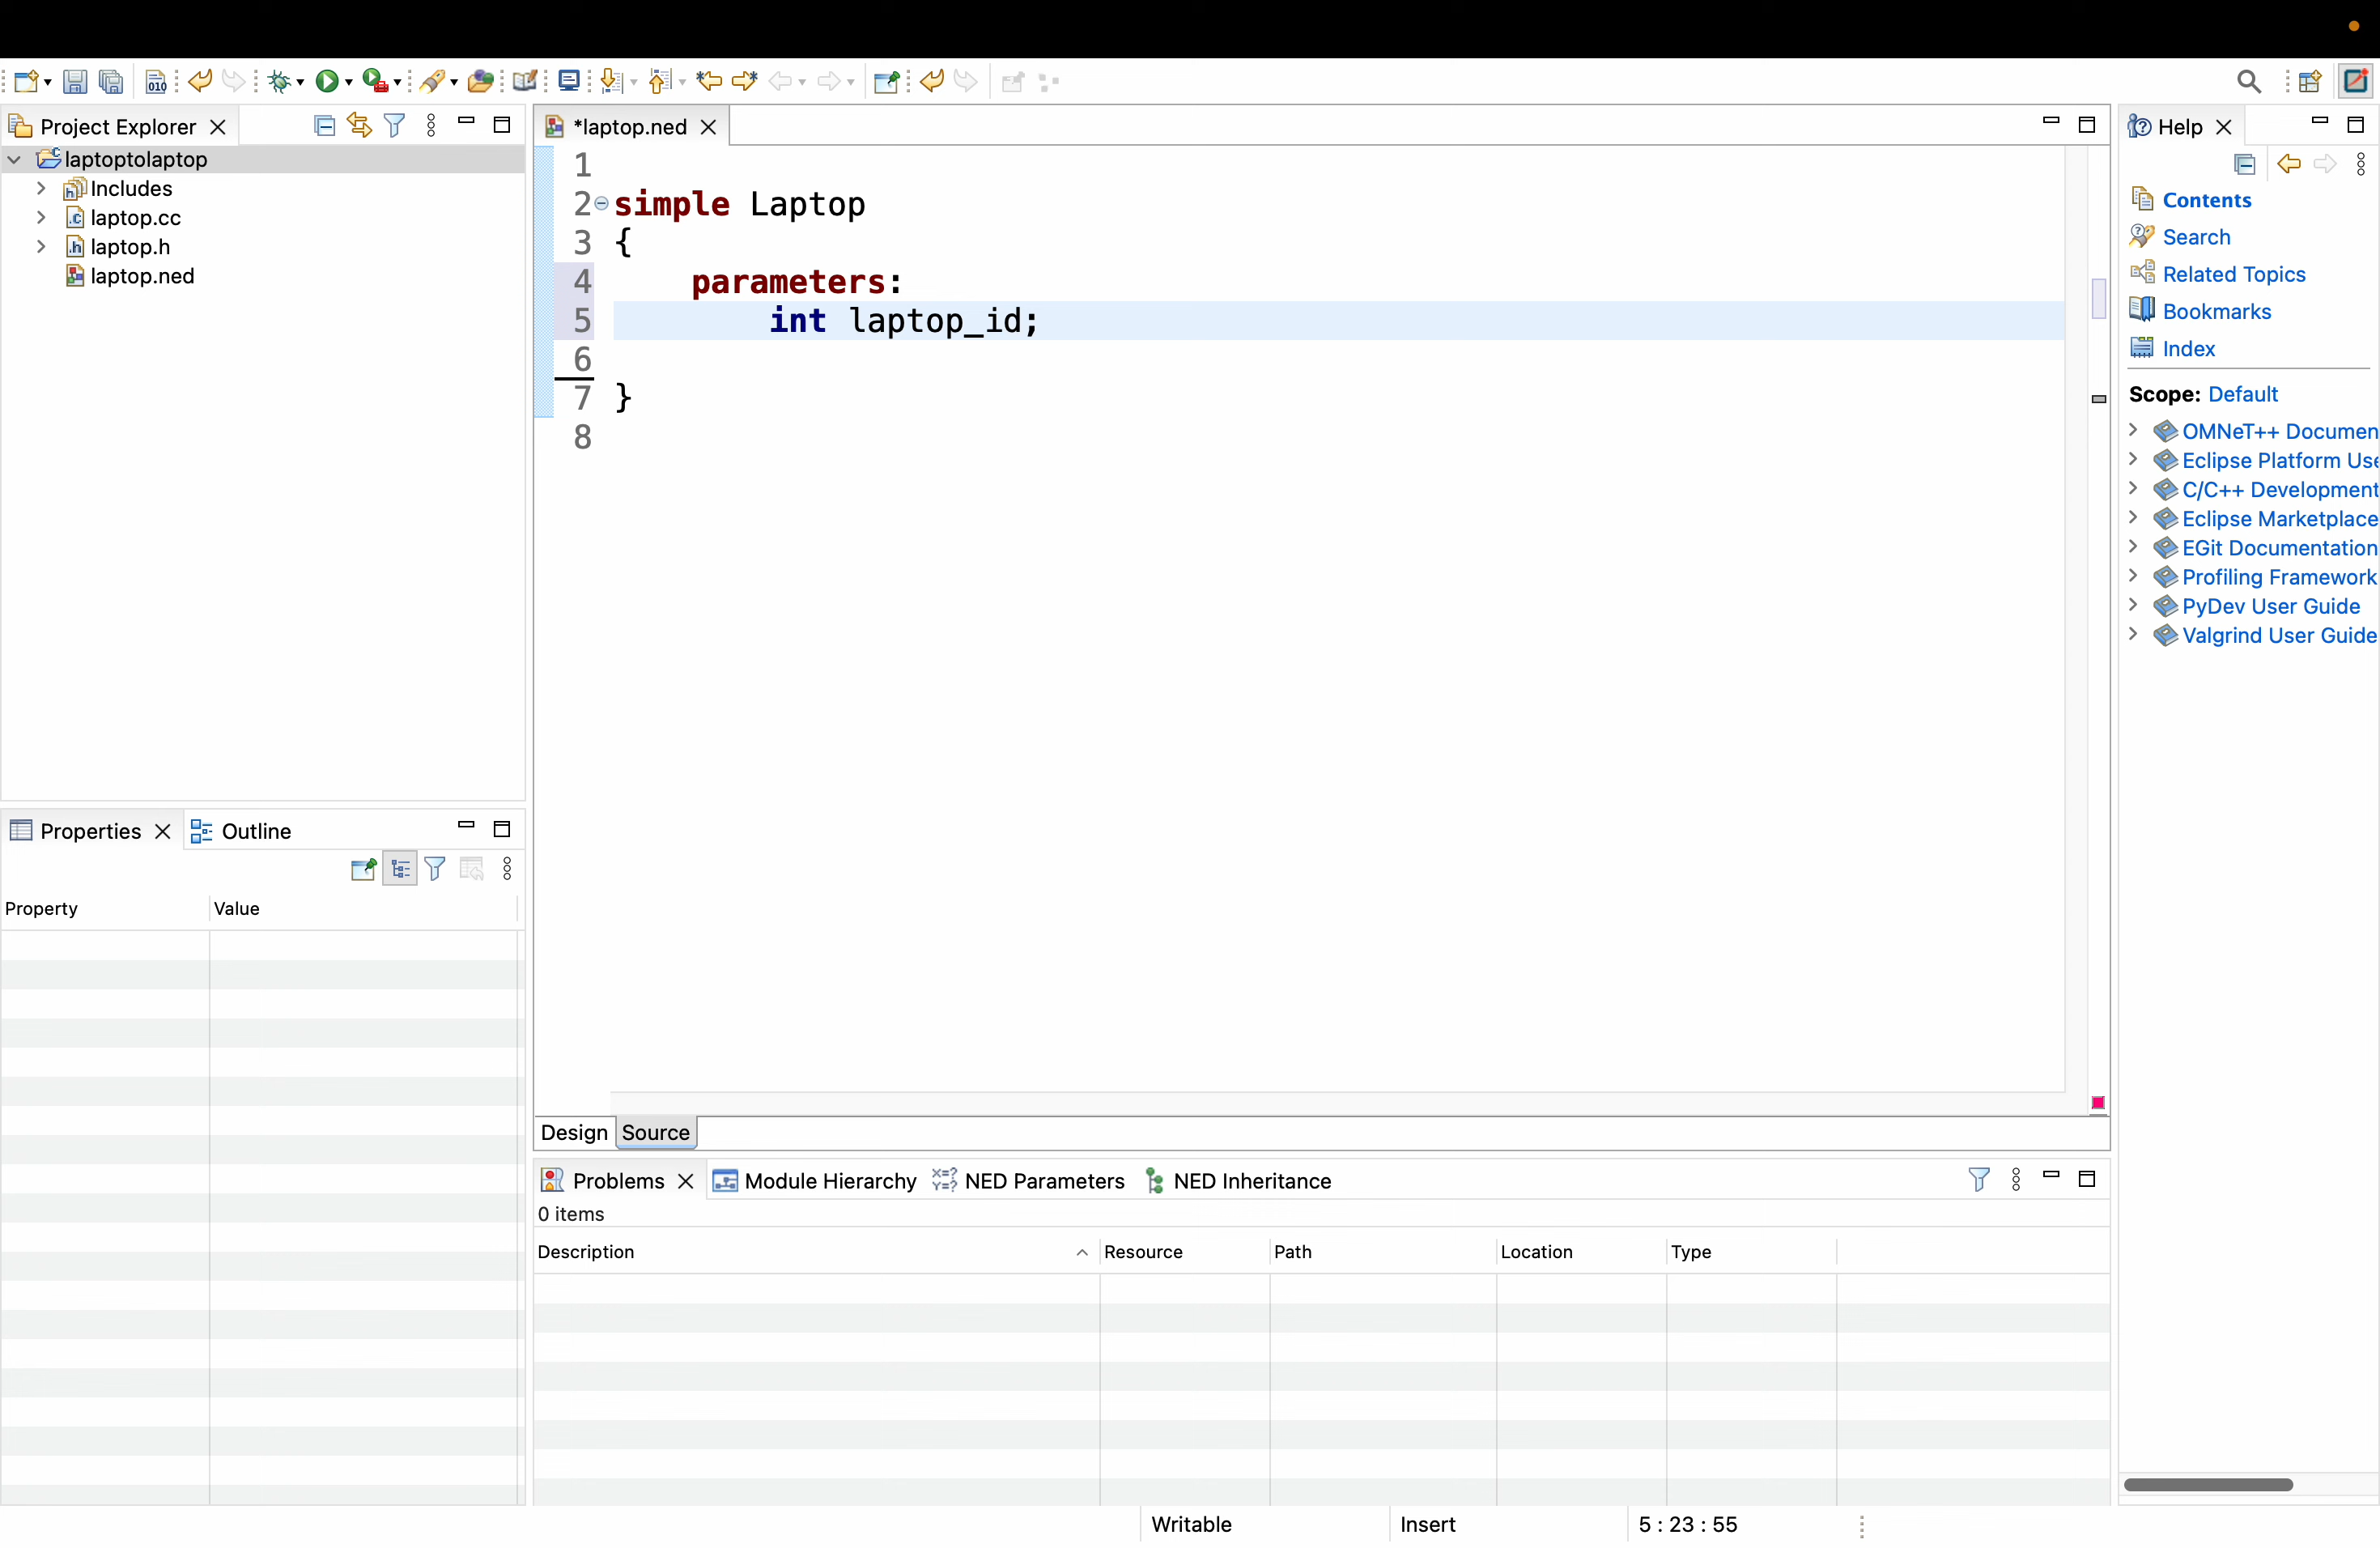 Project Explorer
laptoptolaptop
Includes
laptop.cc
laptop.h
laptop.ned
*laptop.ned
1
2 simple Laptop
3 {
4 parameters:
5 int laptop_id;
6
7 }
8
Design Source
Help
Contents
Search
Related Topics
Bookmarks
Index
Scope: Default
OMNeT++ Documen
Eclipse Platform Use
C/C++ Development
Eclipse Marketplace
EGit Documentation
Profiling Framework
PyDev User Guide
Valgrind User Guide
Properties Outline
Property Value
Problems Module Hierarchy NED Parameters NED Inheritance
0 items
Description Resource Path Location Type
Writable Insert 5 : 23 : 55